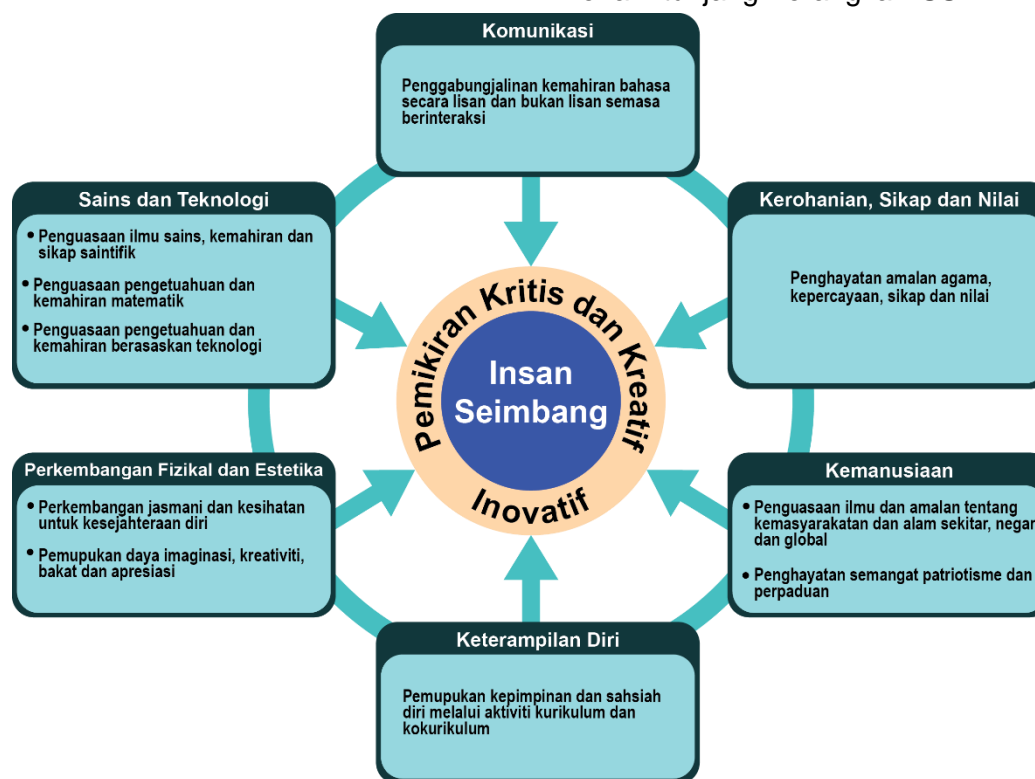 Komunikasi
Penggabungjalinan kemahiran bahasa
secara lisan dan bukan lisan semasa
berinteraksi
Sains dan Teknologi
• Penguasaan ilmu sains, kemahiran dan
sikap saintifik
• Penguasaan pengetuahuan dan
kemahiran matematik
• Penguasaan pengetuahuan dan
kemahiran berasaskan teknologi
Kerohanian, Sikap dan Nilai
Penghayatan amalan agama,
kepercayaan, sikap dan nilai
Pemikiran Kritis dan Kreatif
Insan
Seimbang
Inovatif
Perkembangan Fizikal dan Estetika
• Perkembangan jasmani dan kesihatan
untuk kesejahteraan diri
• Pemupukan daya imaginasi, kreativiti,
bakat dan apresiasi
Kemanusiaan
• Penguasaan ilmu dan amalan tentang
kemasyarakatan dan alam sekitar,
dan global
• Penghayatan semangat patriotisme dan
perpaduan
Keterampilan Diri
Pemupukan kepimpinan dan sahsiah
diri melalui aktiviti kurikulum dan
kokurikulum